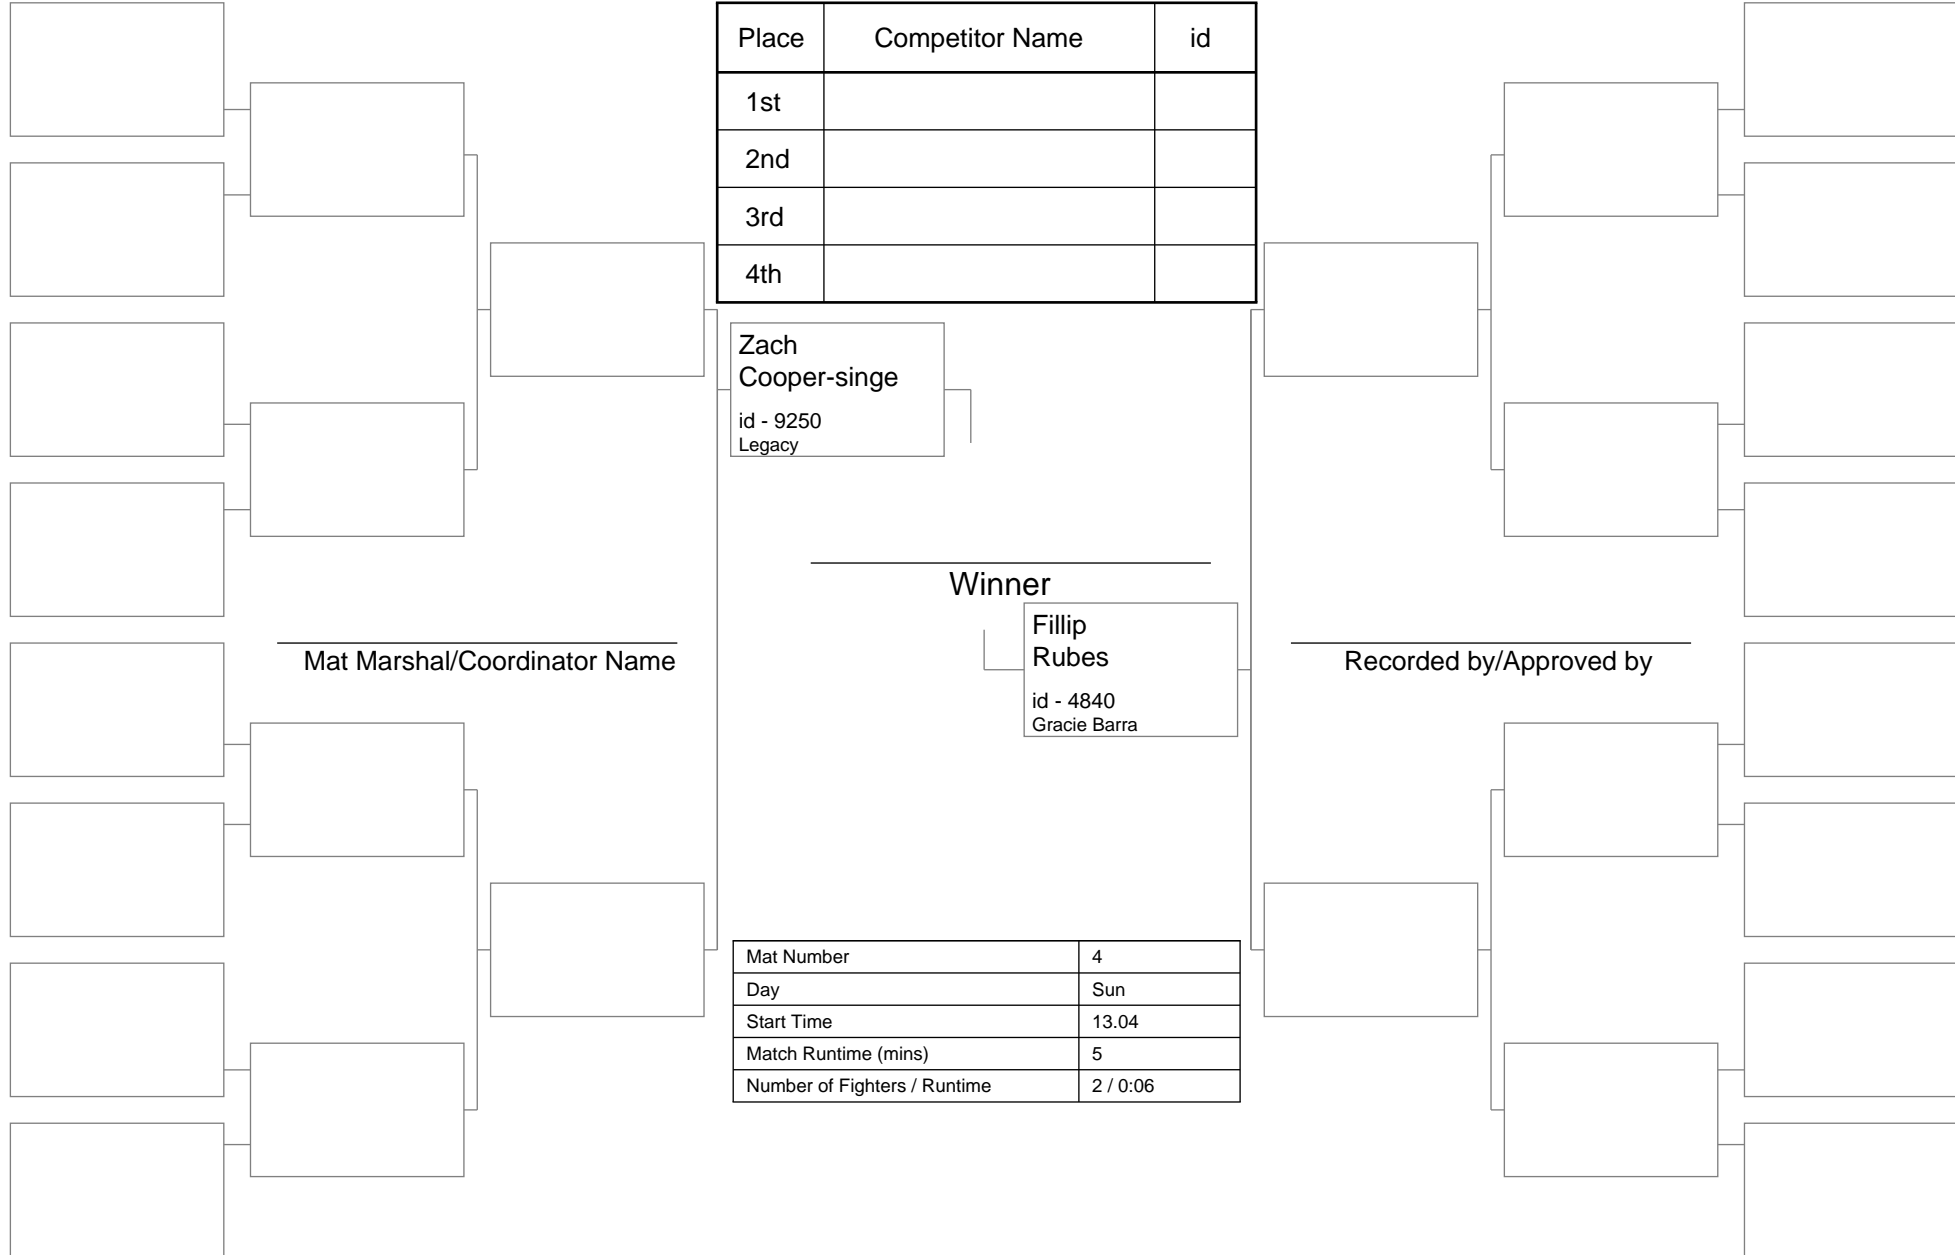 Place Competitor Name id
1st
2nd
3rd
4th
Zach
Cooper-singe
id - 9250
Legacy
Winner
Fillip
Rubes
id - 4840
Gracie Barra
Mat Marshal/Coordinator Name
Recorded by/Approved by
Mat Number 4
Day Sun
Start Time 13.04
Match Runtime (mins) 5
Number of Fighters / Runtime 2 / 0:06